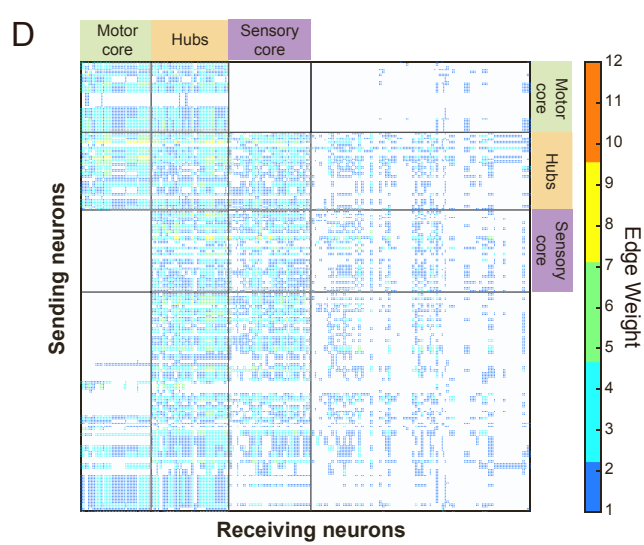 D
Motor
core
Hubs
Sensory
core
Sending neurons
Motor
core
Hubs
Sensory
core
12
11
10
9
8
7
6
5
4
3
2
1
Edge Weight
Receiving neurons